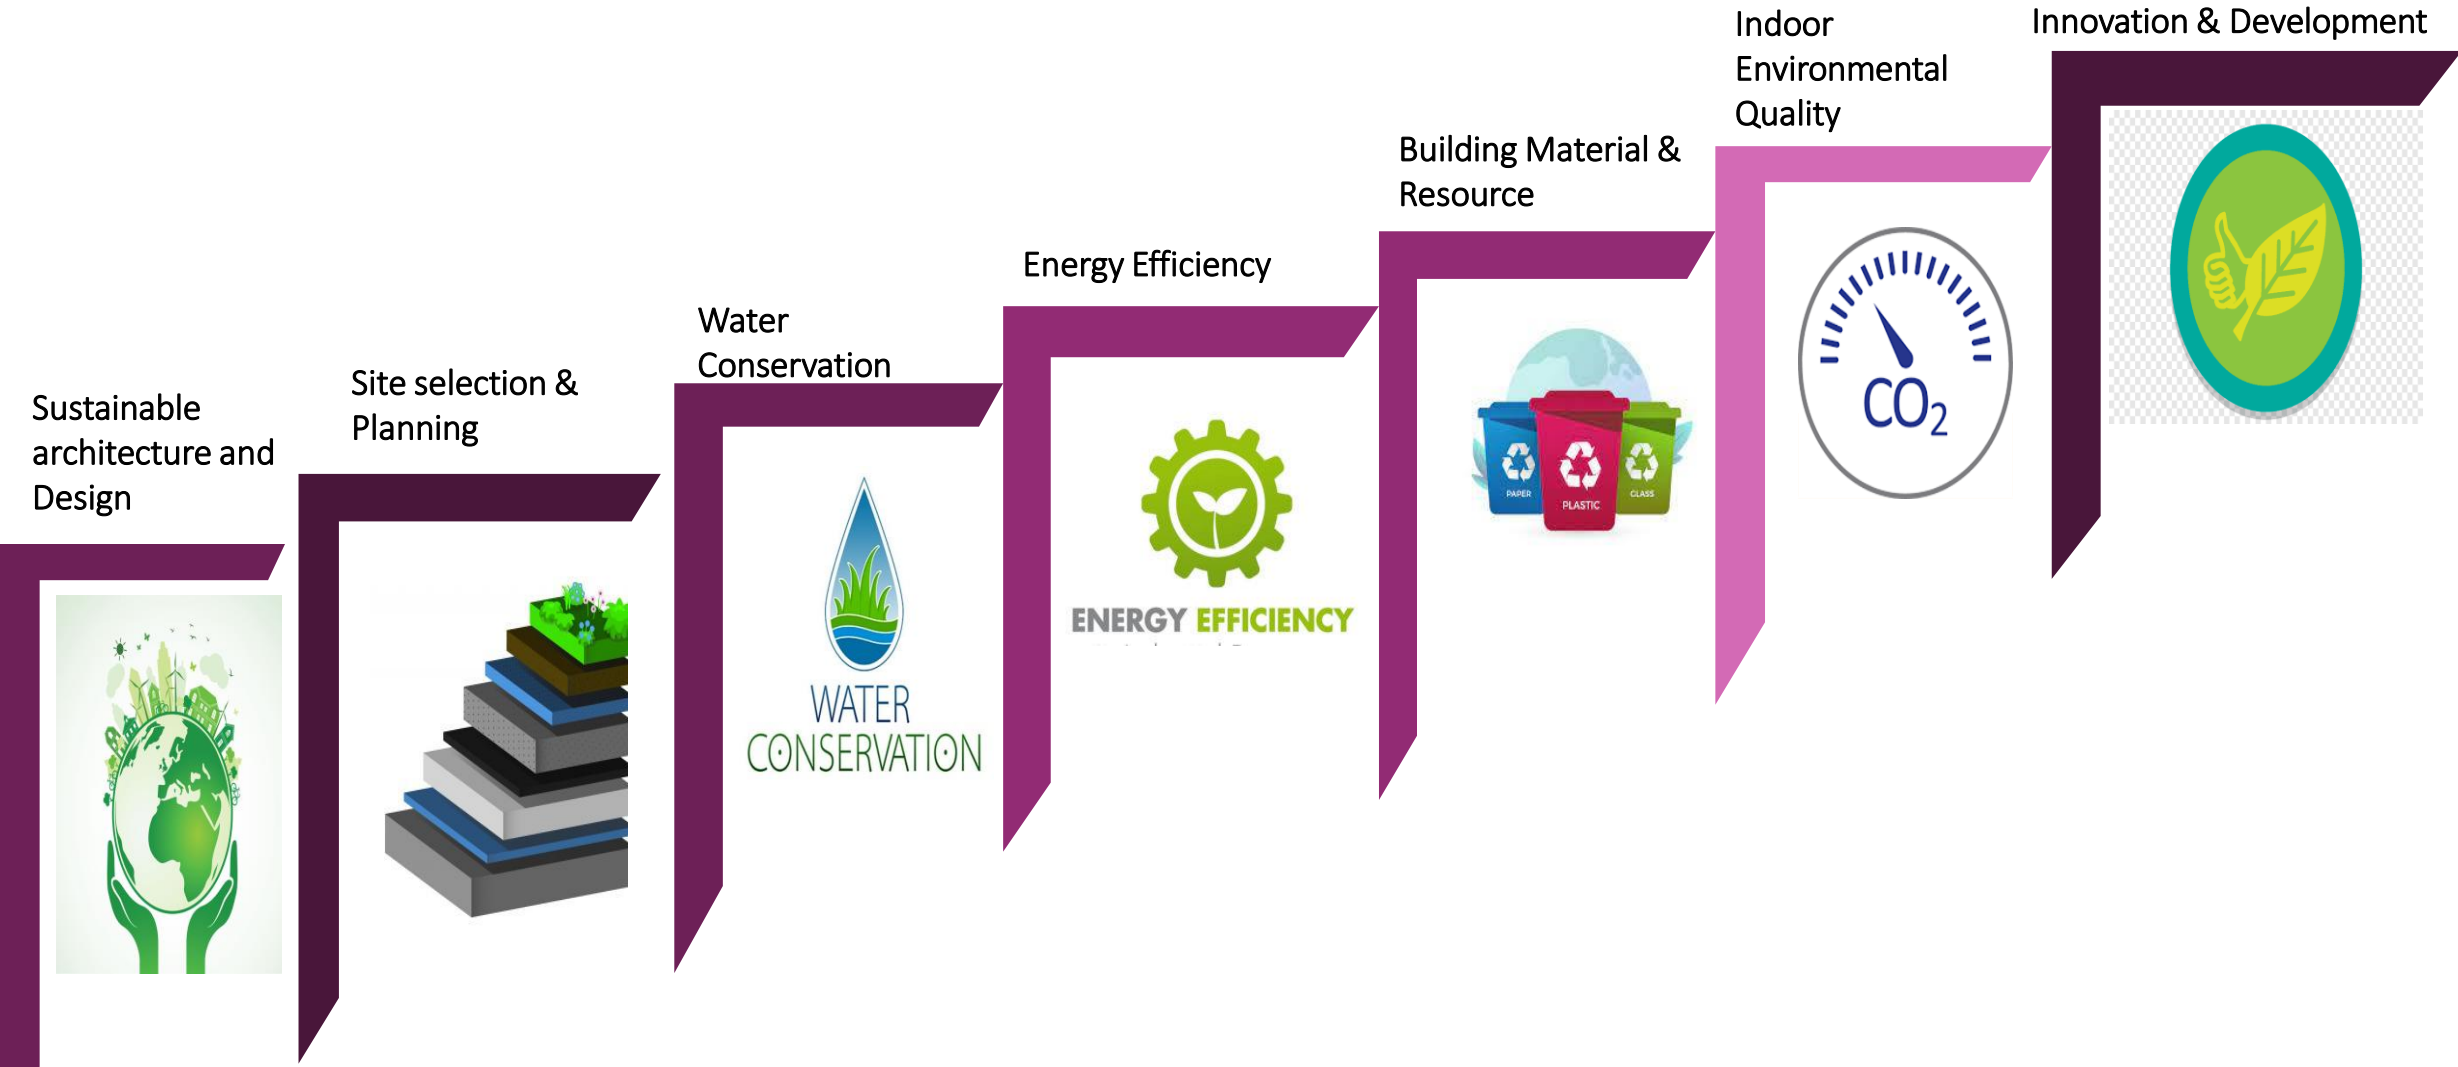 Sustainable
architecture and
Design
Site selection &
Planning
Water
Conservation
WATER
CONSERVATION
Energy Efficiency
ENERGY EFFICIENCY
Building Material &
Resource
PAPER
PLASTIC
GLASS
Indoor
Environmental
Quality
CO2
Innovation & Development